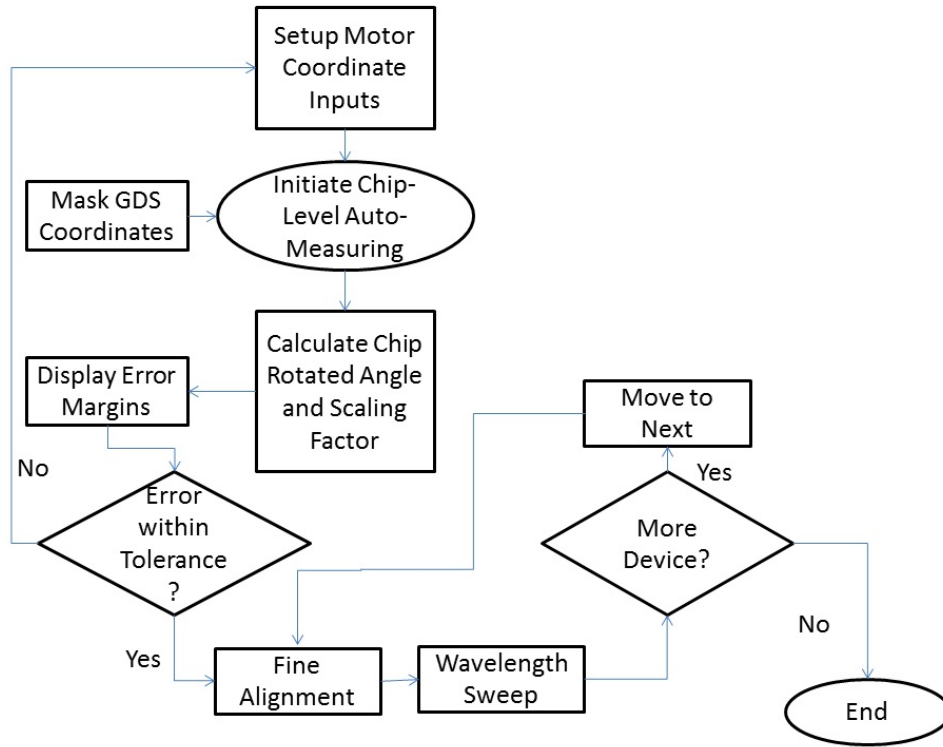 Setup Motor
Coordinate
Inputs
Mask GDS
Coordinates
Initiate Chip-
Level Auto-
Measuring
Calculate Chip
Rotated Angle
and Scaling
Factor
Display Error
Margins
No
Error
within
Tolerance
?
Yes
Fine
Alignment
Wavelength
Sweep
More
Device?
Yes
Move to
Next
No
End